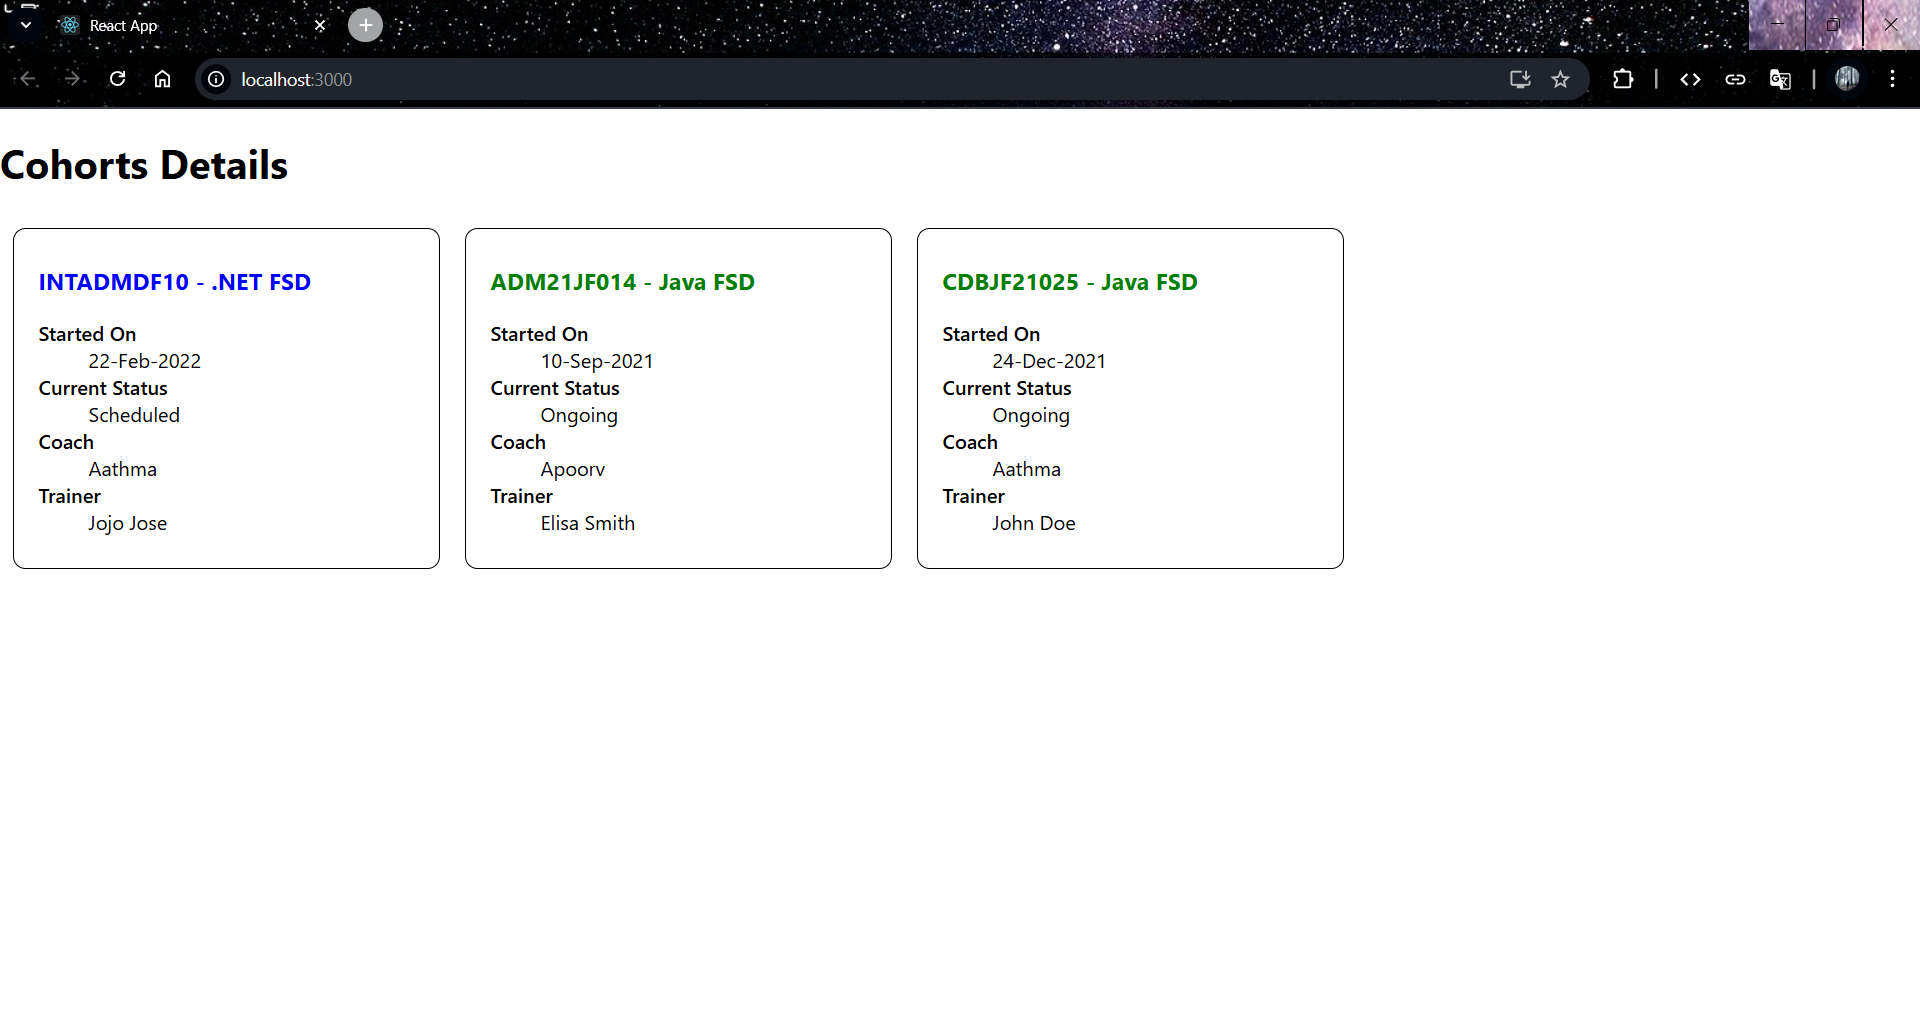 React App
localhost:3000
Cohorts Details
INTADMDF10 - .NET FSD
Started On
22-Feb-2022
Current Status
Scheduled
Coach
Aathma
Trainer
Jojo Jose
ADM21JF014 - Java FSD
Started On
10-Sep-2021
Current Status
Ongoing
Coach
Apoorv
Trainer
Elisa Smith
CDBJF21025 - Java FSD
Started On
24-Dec-2021
Current Status
Ongoing
Coach
Aathma
Trainer
John Doe